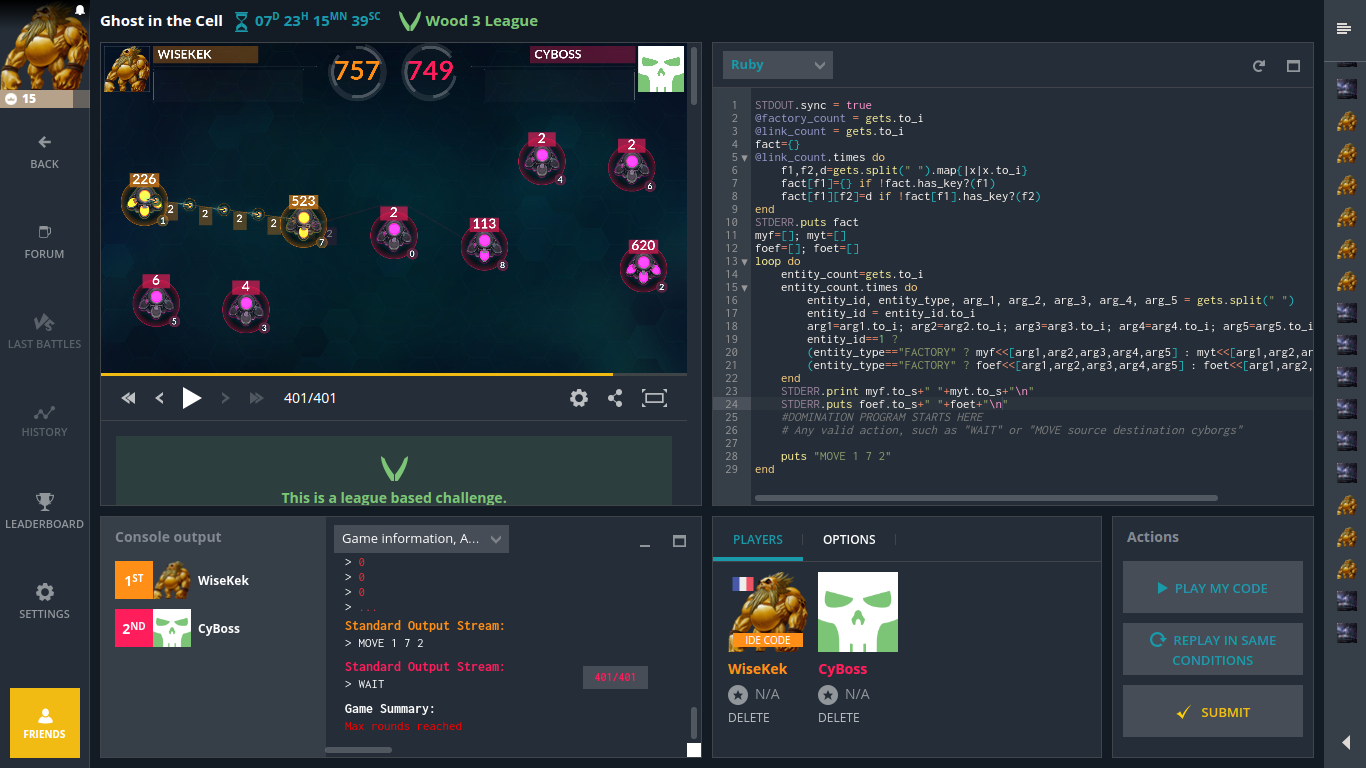 Ghost in the Cell
07D 23H 15MN 39SC
Wood 3 League
15
BACK
FORUM
LAST BATTLES
HISTORY
LEADERBOARD
SETTINGS
FRIENDS
WISEKEK
757
749
CYBOSS
2
4
2
6
226
1
2
2
2
2
523
7
2
2
0
113
8
620
2
6
5
4
3
401/401
This is a league based challenge.
Ruby
1 STDOUT.sync = true
2 @factory_count = gets.to_i
3 @link_count = gets.to_i
4 fact={}
5 @link_count.times do
6 f1,f2,d=gets.split(" ").map{|x|x.to_i}
7 fact[f1]={} if !fact.has_key?(f1)
8 fact[f1][f2]=d if !fact[f1].has_key?(f2)
9 end
10 STDERR.puts fact
11 myf=[]; myt=[]
12 foef=[]; foet=[]
13 loop do
14 entity_count=gets.to_i
15 entity_count.times do
16 entity_id, entity_type, arg_1, arg_2, arg_3, arg_4, arg_5 = gets.split(" ")
17 entity_id = entity_id.to_i
18 arg1=arg1.to_i; arg2=arg2.to_i; arg3=arg3.to_i; arg4=arg4.to_i; arg5=arg5.to_i
19 entity_id==1 ?
20 (entity_type=="FACTORY" ? myf<<[arg1,arg2,arg3,arg4,arg5] : myt<<[arg1,arg2,ar
21 (entity_type=="FACTORY" ? foef<<[arg1,arg2,arg3,arg4,arg5] : foet<<[arg1,arg2,
22 end
23 STDERR.print myf.to_s+" "+myt.to_s+"\n"
24 STDERR.puts foef.to_s+" "+foet+"\n"
25 #DOMINATION PROGRAM STARTS HERE
26 # Any valid action, such as "WAIT" or "MOVE source destination cyborgs"
27
28 puts "MOVE 1 7 2"
29 end
Console output
1ST WiseKek
2ND CyBoss
Game information, A...
> 0
> 0
> 0
> ...
Standard Output Stream:
> MOVE 1 7 2
Standard Output Stream:
> WAIT
401/401
Game Summary:
Max rounds reached
PLAYERS
OPTIONS
IDE CODE
WiseKek
N/A
DELETE
CyBoss
N/A
DELETE
Actions
PLAY MY CODE
REPLAY IN SAME
CONDITIONS
SUBMIT